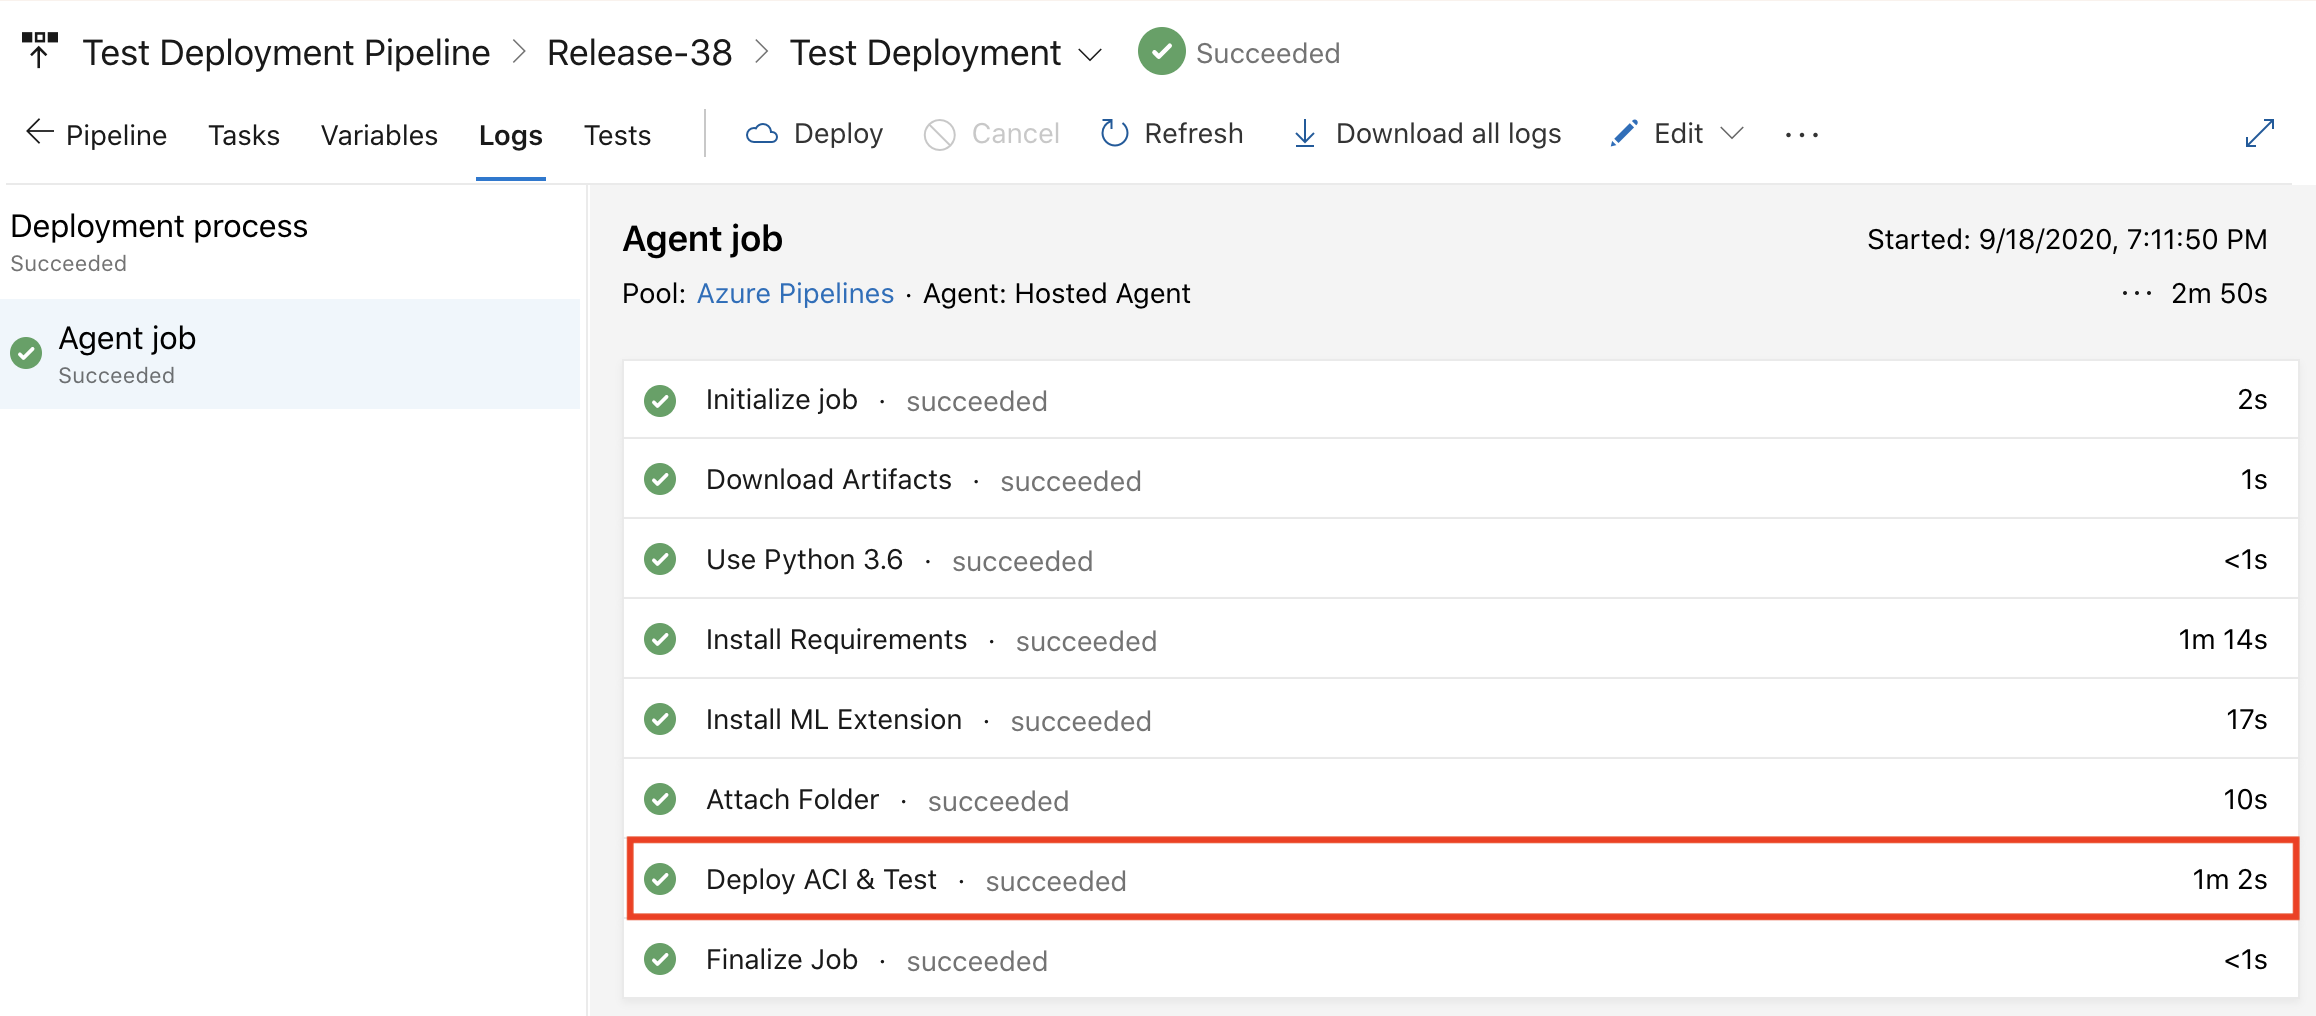 Test Deployment Pipeline > Release-38 > Test Deployment Succeeded
Pipeline Tasks Variables Logs Tests Deploy Cancel Refresh Download all logs Edit ...
Deployment process
Succeeded
Agent job
Succeeded
Agent job Started: 9/18/2020, 7:11:50 PM
Pool: Azure Pipelines · Agent: Hosted Agent ... 2m 50s
Initialize job · succeeded 2s
Download Artifacts · succeeded 1s
Use Python 3.6 · succeeded <1s
Install Requirements · succeeded 1m 14s
Install ML Extension · succeeded 17s
Attach Folder · succeeded 10s
Deploy ACI & Test · succeeded 1m 2s
Finalize Job · succeeded <1s